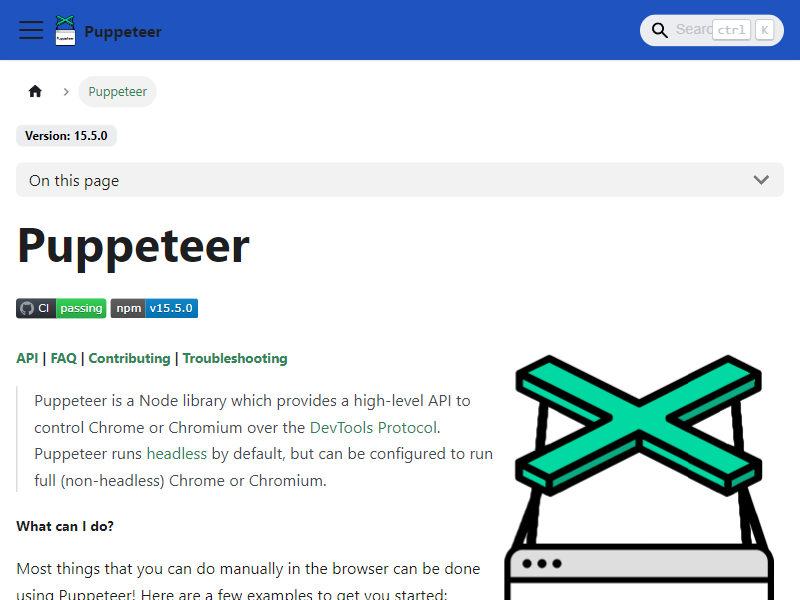 Puppeteer
Search ctrl K
Puppeteer
Version: 15.5.0
On this page
Puppeteer
CI passing npm v15.5.0
API | FAQ | Contributing | Troubleshooting
Puppeteer is a Node library which provides a high-level API to
control Chrome or Chromium over the DevTools Protocol.
Puppeteer runs headless by default, but can be configured to run
full (non-headless) Chrome or Chromium.
What can I do?
Most things that you can do manually in the browser can be done
using Puppeteer! Here are a few examples to get you started: